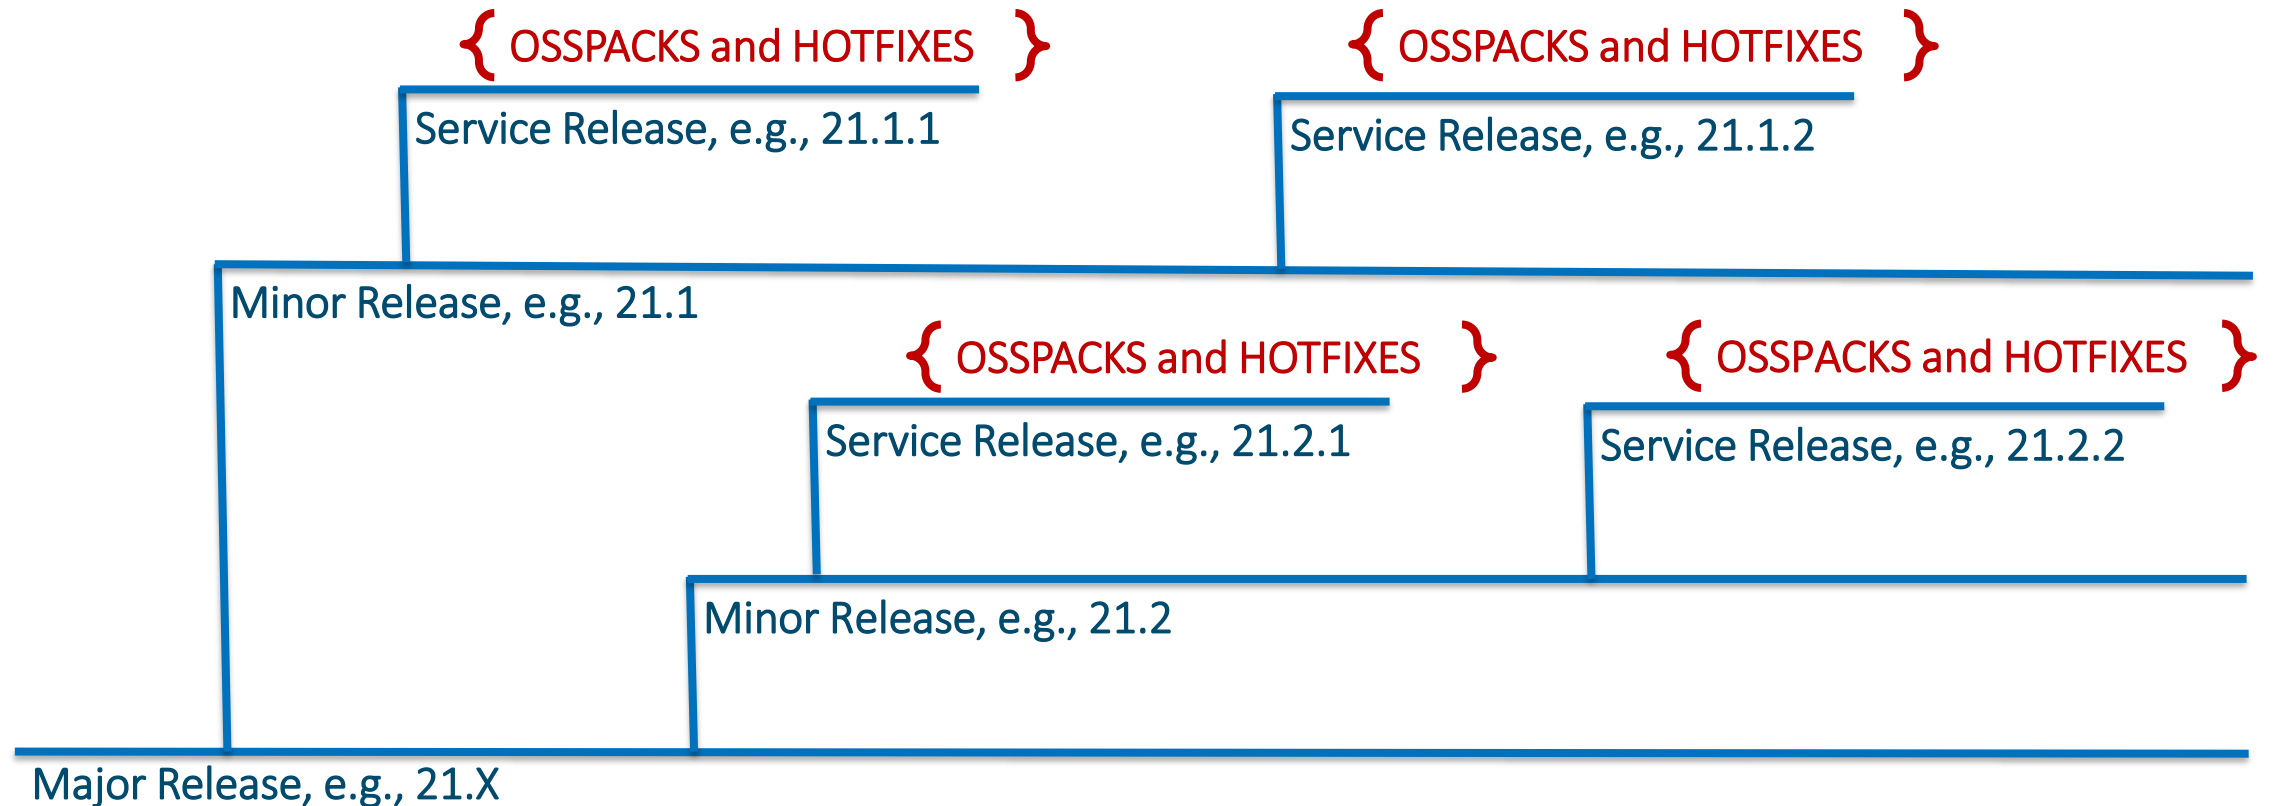 { OSSPACKS and HOTFIXES }
{ OSSPACKS and HOTFIXES }
Service Release, e.g., 21.1.1
Service Release, e.g., 21.1.2
Minor Release, e.g., 21.1
{ OSSPACKS and HOTFIXES }
{ OSSPACKS and HOTFIXES }
Service Release, e.g., 21.2.1
Service Release, e.g., 21.2.2
Minor Release, e.g., 21.2
Major Release, e.g., 21.X